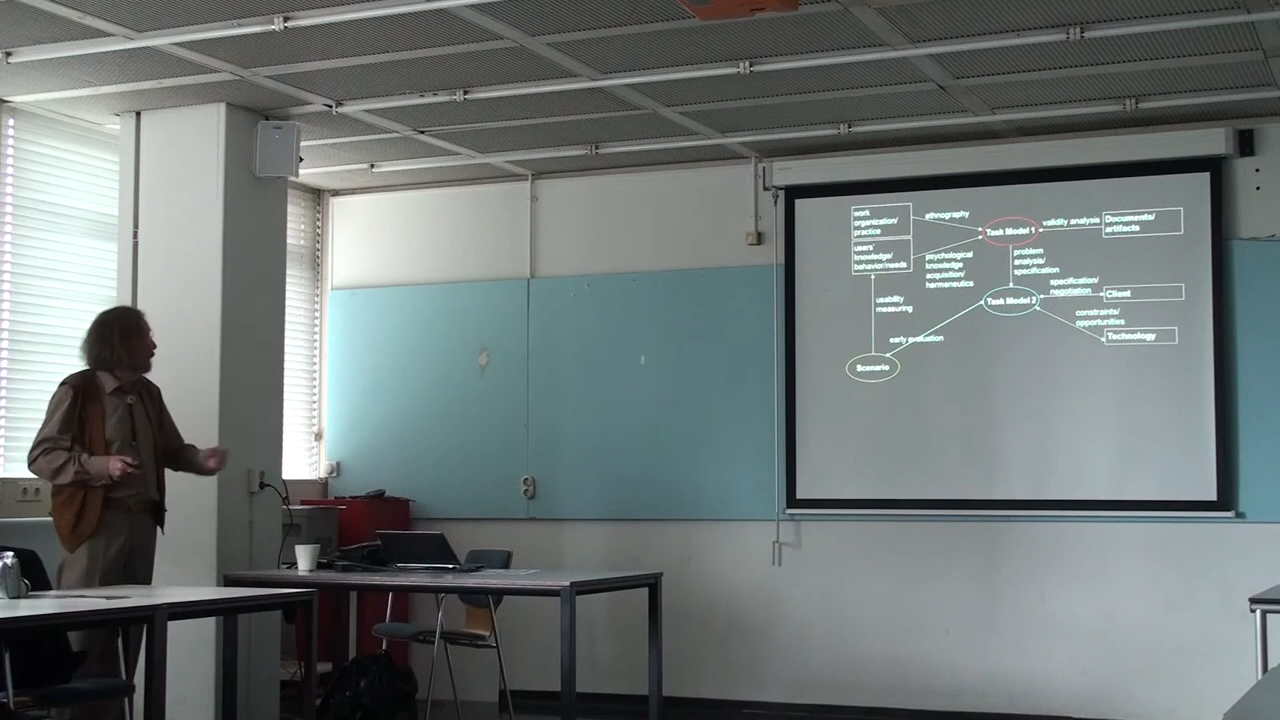 work
organization/
practice
users'
knowledge/
behavior/needs
ethnography
psychological
knowledge
acquisition/
hermeneutics
Task Model 1
validity analysis
Documents/
artifacts
problem
analysis/
specification
usability
measuring
Task Model 2
specification/
negotiation
Client
constraints/
opportunities
Technology
early evaluation
Scenario